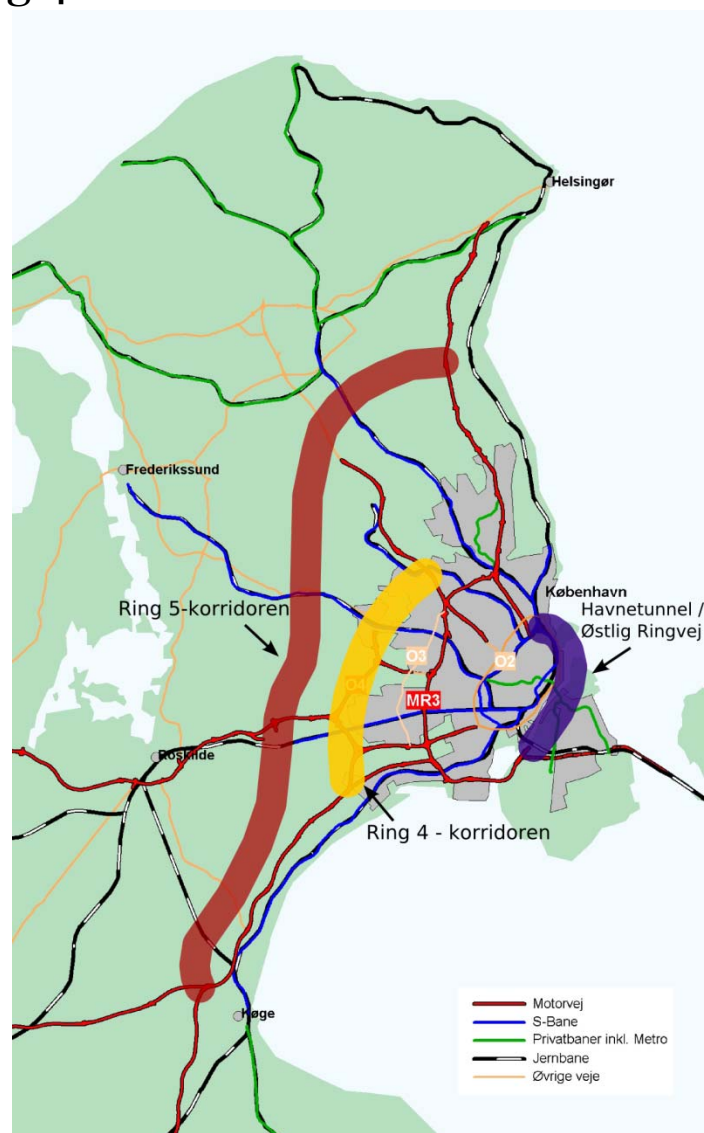 Helsingør
Frederikssund
København
Havnetunnel /
Østlig Ringvej
Ring 5-korridoren
O3
O2
O4
MR3
Roskilde
Ring 4 - korridoren
Køge
Motorvej
S-Bane
Privatbaner inkl. Metro
Jernbane
Øvrige veje